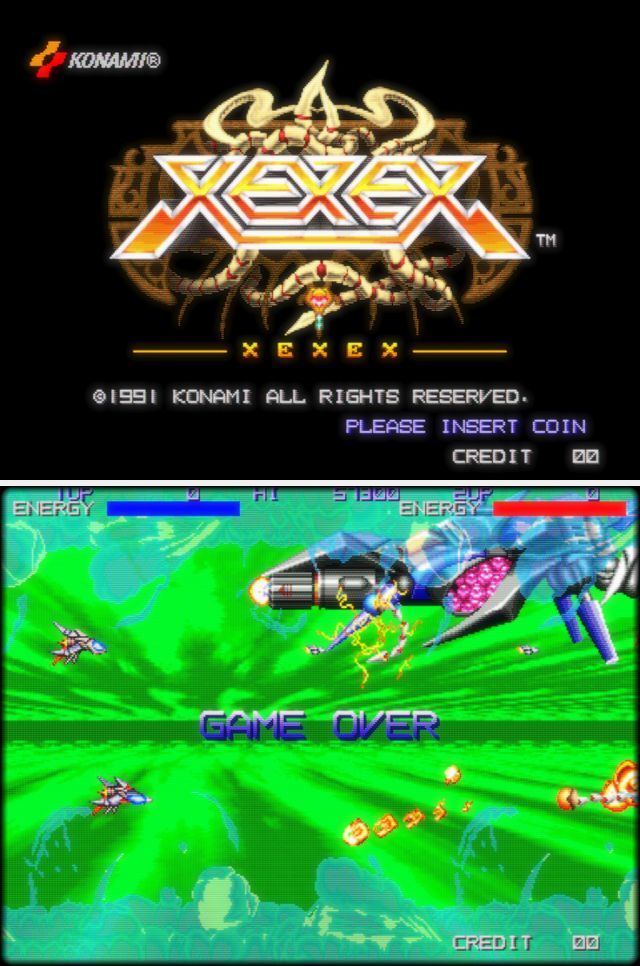 KONAMI®
XEXEX
TM
XEXEX
©1991 KONAMI ALL RIGHTS RESERVED.
PLEASE INSERT COIN
CREDIT 00
1UP 0 HI 57300 2UP 0
ENERGY ENERGY
GAME OVER
CREDIT 00